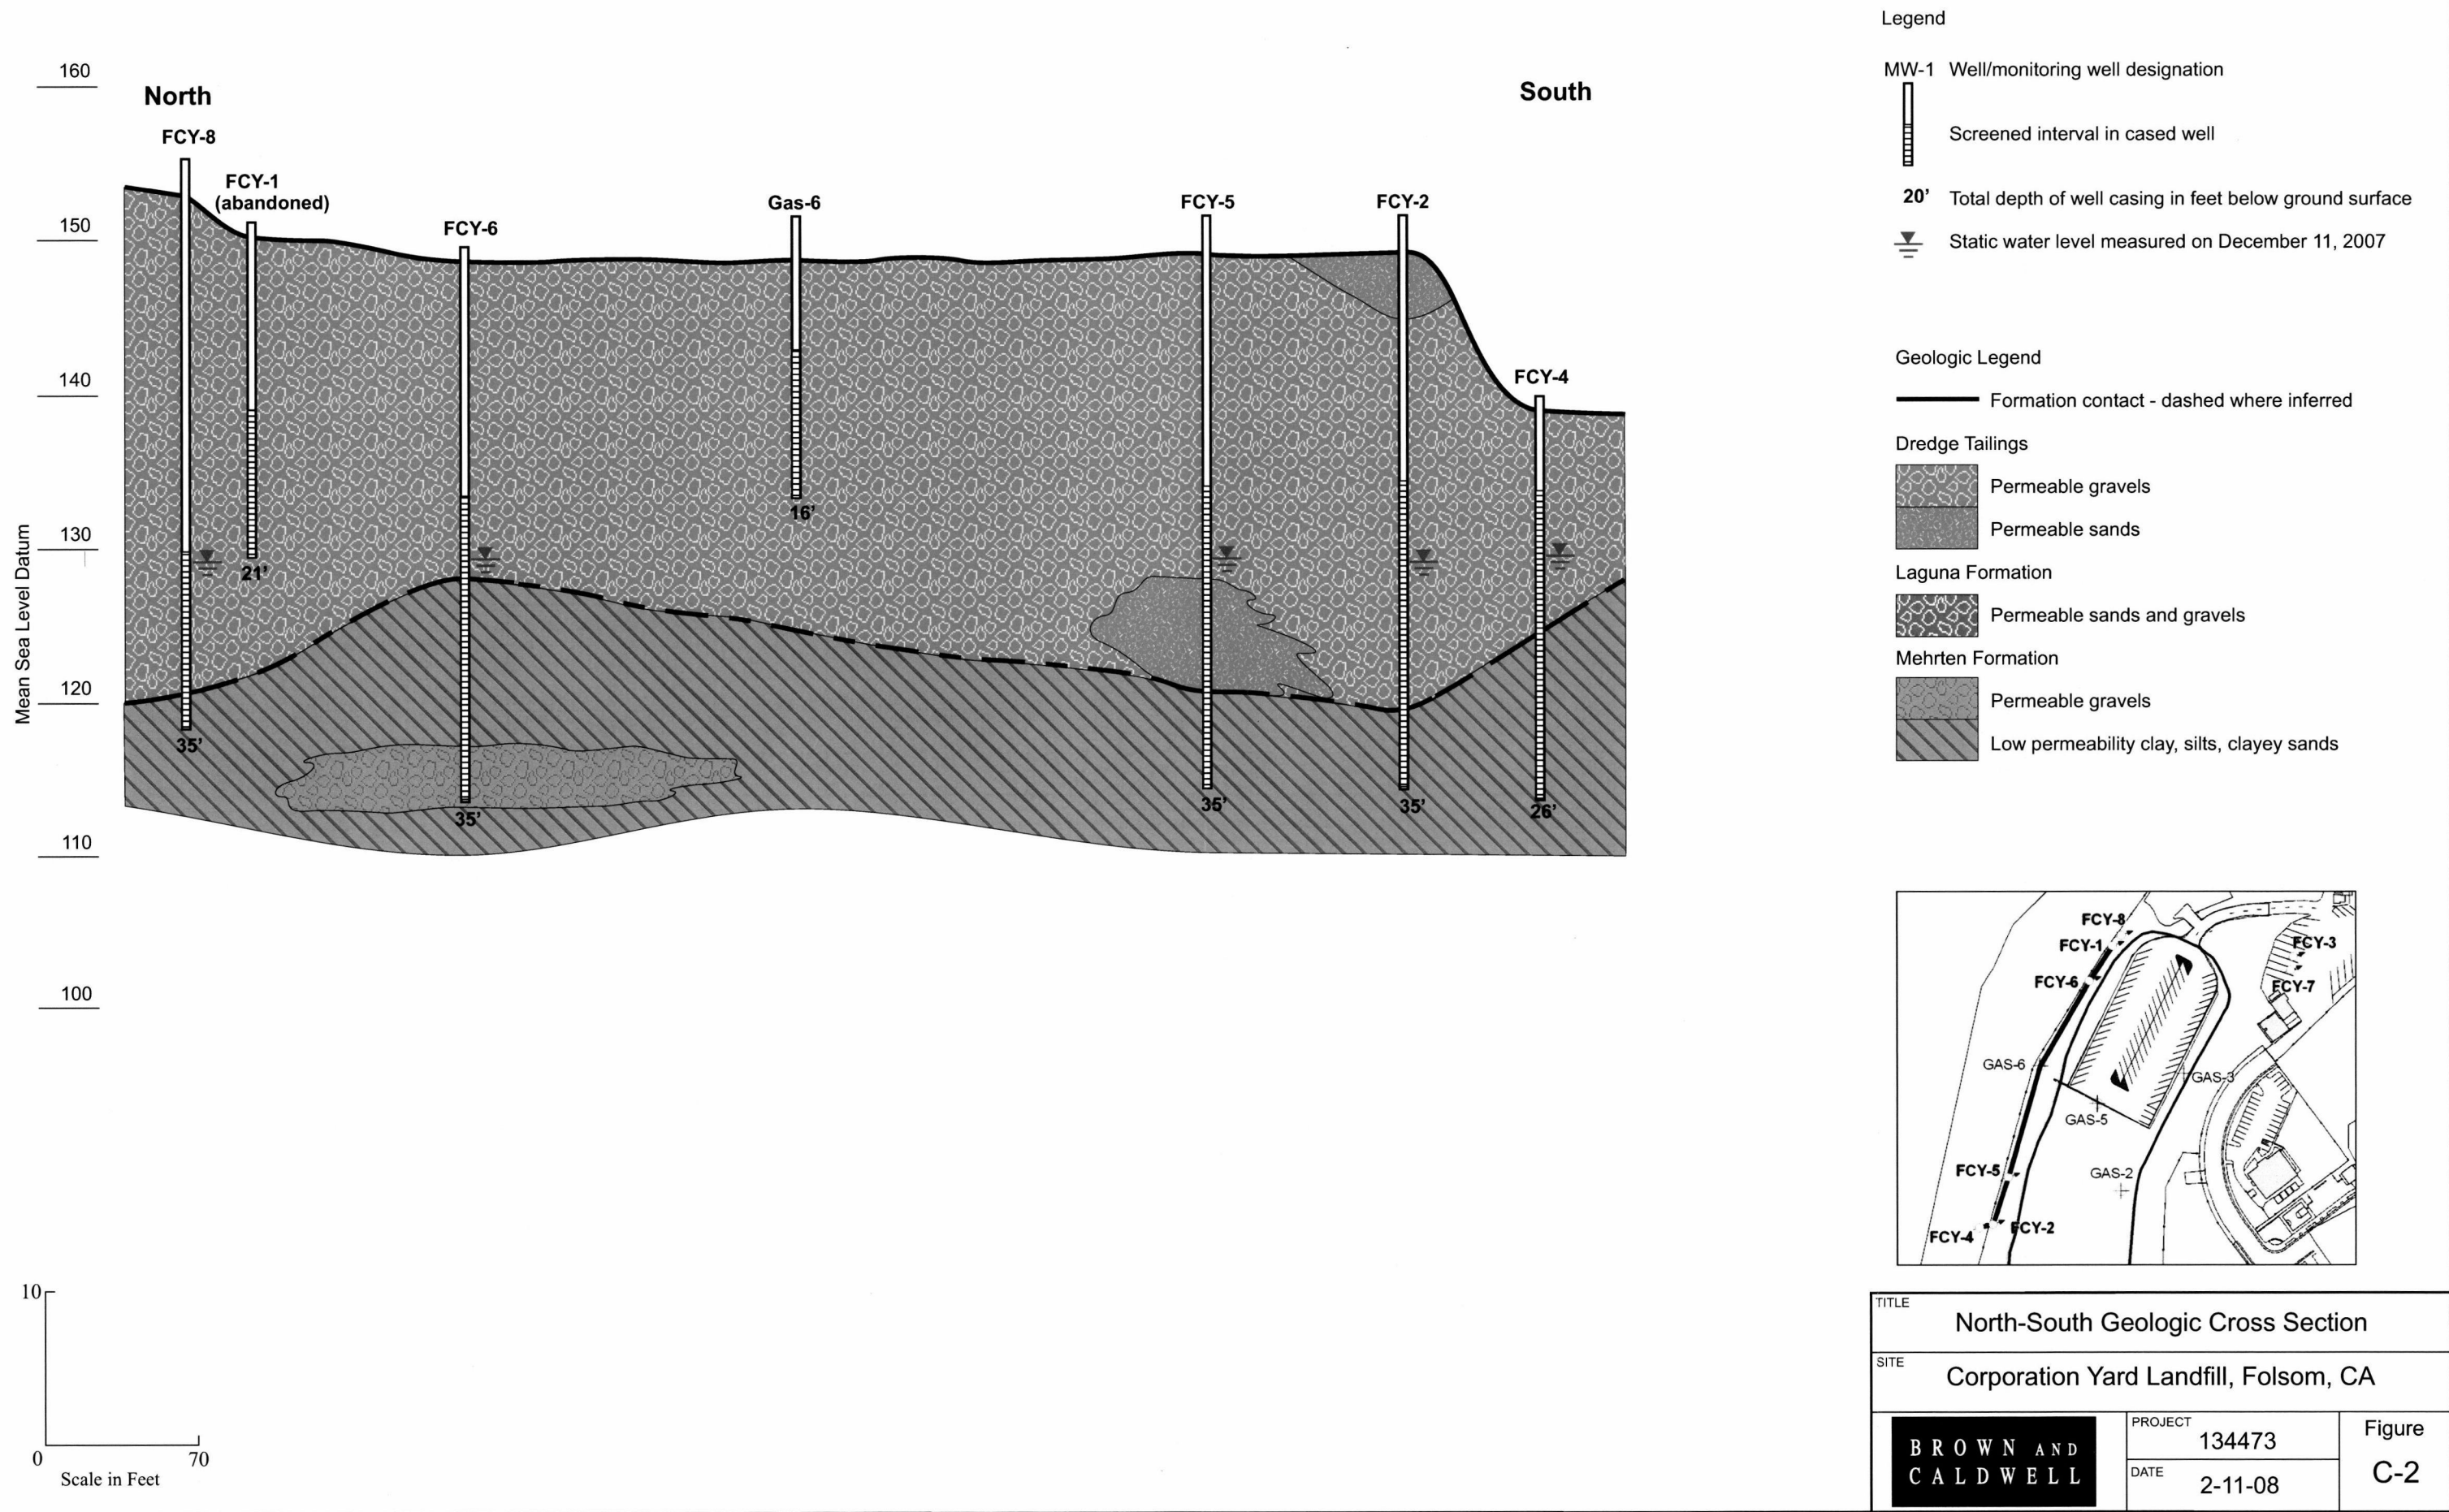 160
150
140
130
120
110
100
Mean Sea Level Datum
North
South
FCY-8
FCY-1
(abandoned)
FCY-6
Gas-6
FCY-5
FCY-2
FCY-4
16'
21'
35'
35'
35'
35'
26'
10
0
70
Scale in Feet
Legend
MW-1 Well/monitoring well designation
Screened interval in cased well
20' Total depth of well casing in feet below ground surface
Static water level measured on December 11, 2007
Geologic Legend
Formation contact - dashed where inferred
Dredge Tailings
Permeable gravels
Permeable sands
Laguna Formation
Permeable sands and gravels
Mehrten Formation
Permeable gravels
Low permeability clay, silts, clayey sands
FCY-8
FCY-1
FCY-3
FCY-6
FCY-7
GAS-6
GAS-3
GAS-5
FCY-5
GAS-2
FCY-4
FCY-2
TITLE
North-South Geologic Cross Section
SITE
Corporation Yard Landfill, Folsom, CA
BROWN AND
CALDWELL
PROJECT
134473
DATE
2-11-08
Figure
C-2